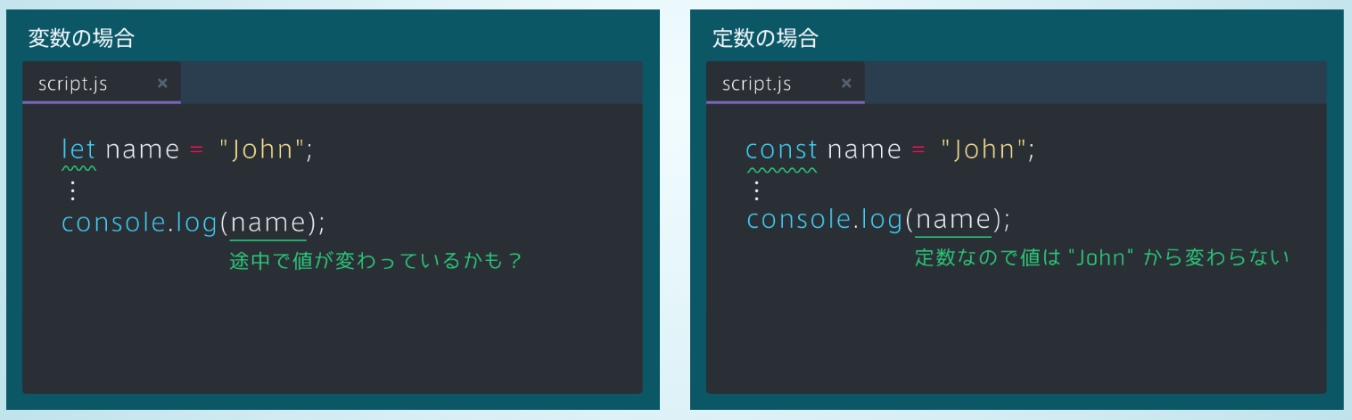 変数の場合
script.js ×
let name = "John";
⋮
console.log(name);
途中で値が変わっているかも？
定数の場合
script.js ×
const name = "John";
⋮
console.log(name);
定数なので値は "John" から変わらない